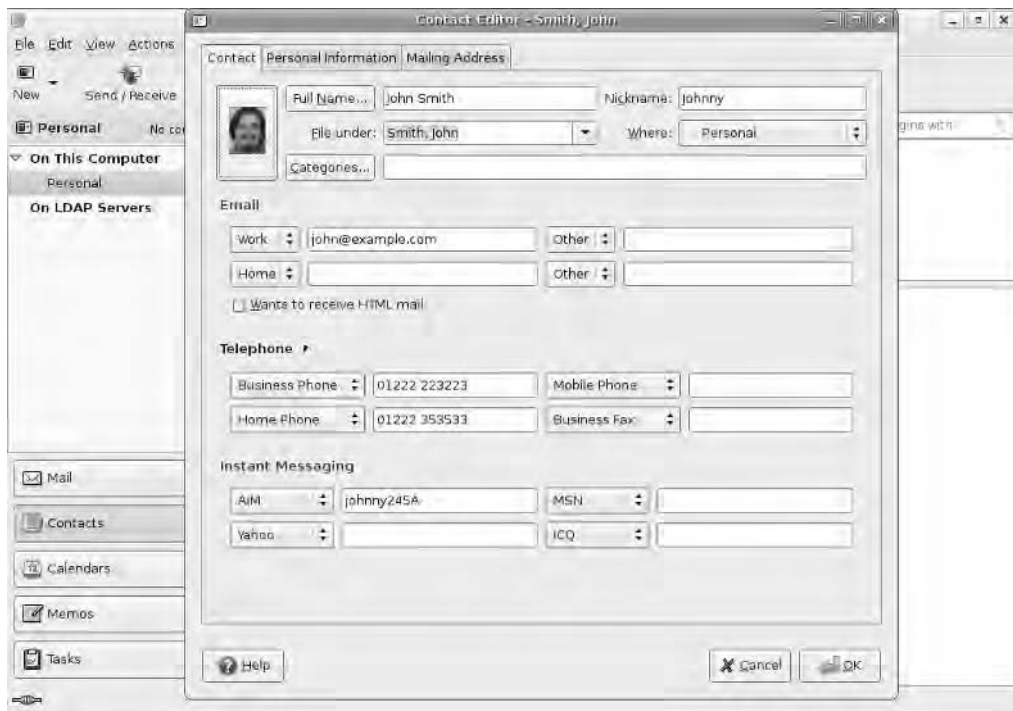 Contact Editor - Smith, John
File Edit View Actions
New Send / Receive
Personal
On This Computer
Personal
On LDAP Servers
Mail
Contacts
Calendars
Memos
Tasks
Contact Personal Information Mailing Address
Full Name... John Smith Nickname: Johnny
File under: Smith, John Where: Personal
Categories...
Email
Work john@example.com Other
Home Other
Wants to receive HTML mail
Telephone
Business Phone 01222 223223 Mobile Phone
Home Phone 01222 353533 Business Fax
Instant Messaging
AIM johnny245A MSN
Yahoo ICQ
Help Cancel OK